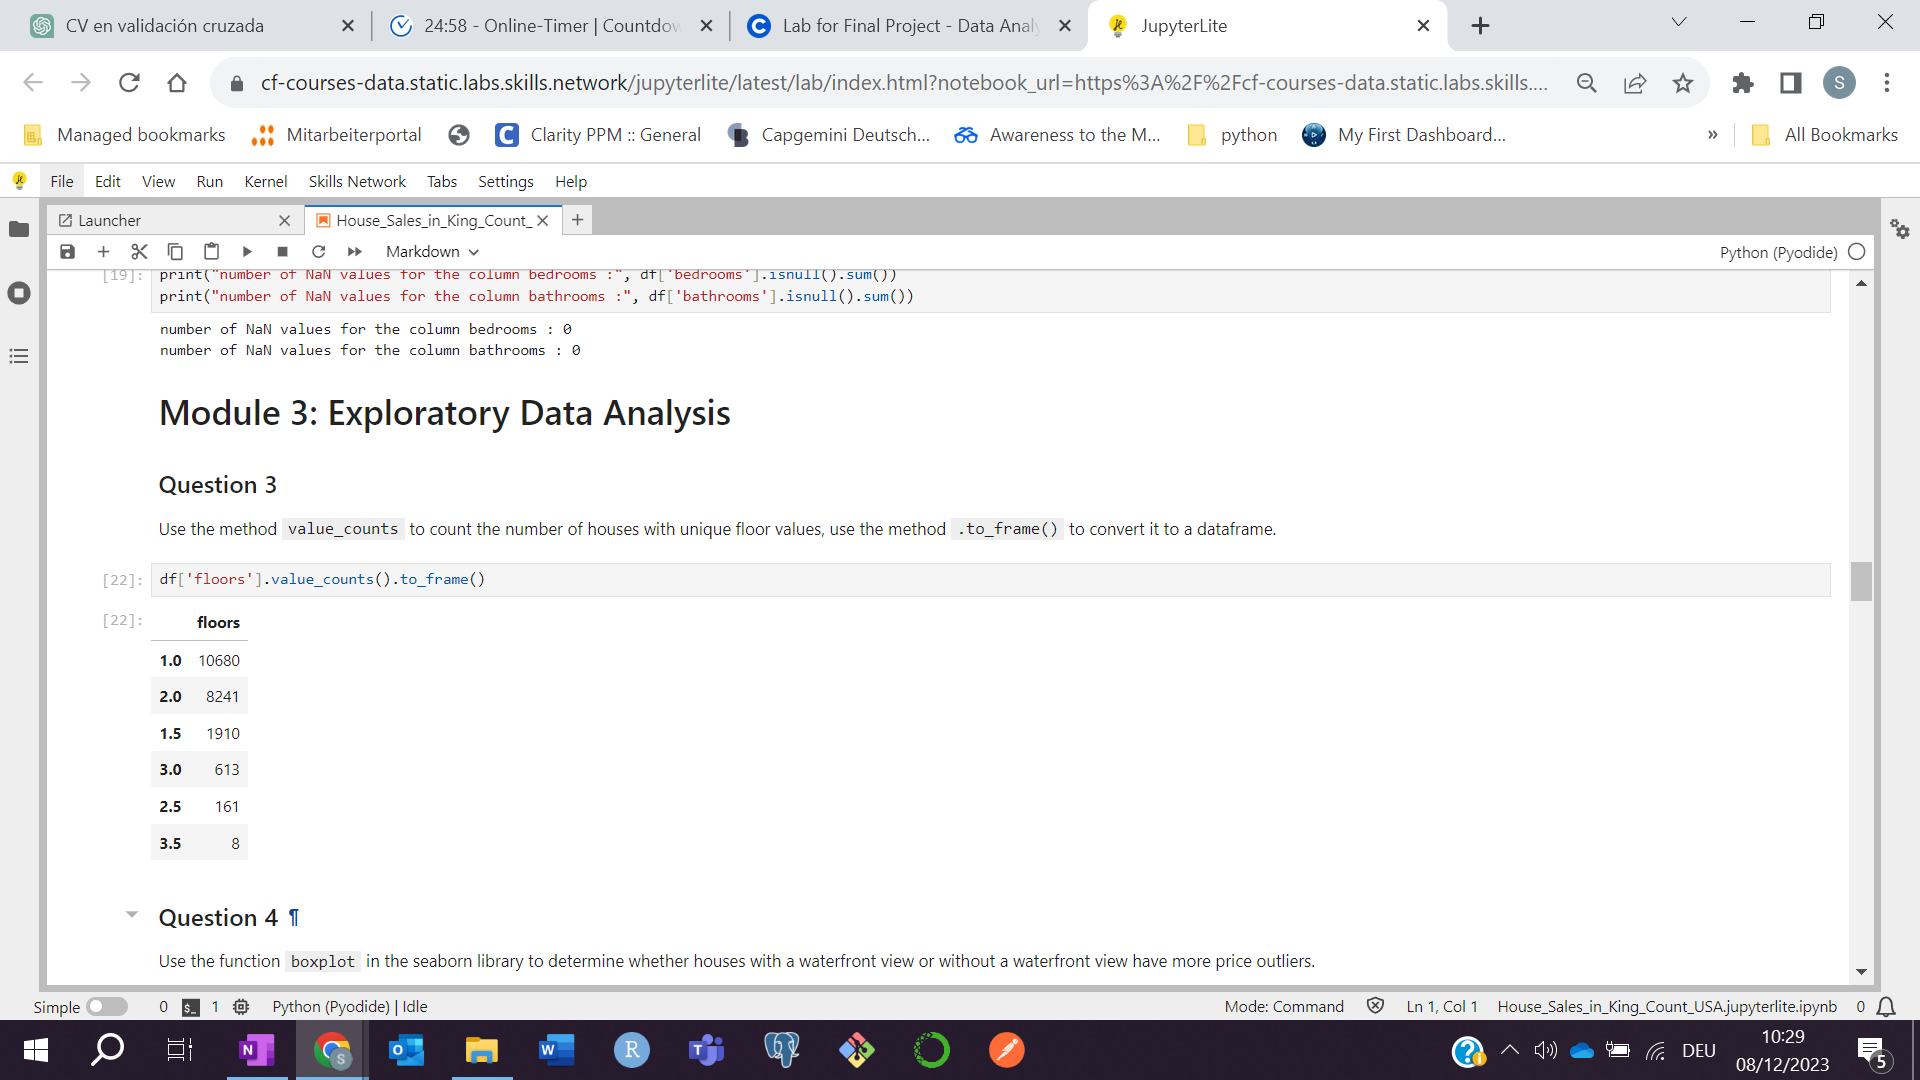 CV en validación cruzada
24:58 - Online-Timer | Countdow
Lab for Final Project - Data Analy
JupyterLite
cf-courses-data.static.labs.skills.network/jupyterlite/latest/lab/index.html?notebook_url=https%3A%2F%2Fcf-courses-data.static.labs.skills....
S
Managed bookmarks
Mitarbeiterportal
Clarity PPM :: General
Capgemini Deutsch...
Awareness to the M...
python
My First Dashboard...
»
All Bookmarks
File Edit View Run Kernel Skills Network Tabs Settings Help
Launcher
House_Sales_in_King_Count_
Markdown
Python (Pyodide)
[19]: print("number of NaN values for the column bedrooms :", df['bedrooms'].isnull().sum())
print("number of NaN values for the column bathrooms :", df['bathrooms'].isnull().sum())
number of NaN values for the column bedrooms : 0
number of NaN values for the column bathrooms : 0
Module 3: Exploratory Data Analysis
Question 3
Use the method value_counts to count the number of houses with unique floor values, use the method .to_frame() to convert it to a dataframe.
[22]: df['floors'].value_counts().to_frame()
[22]: floors
1.0 10680
2.0 8241
1.5 1910
3.0 613
2.5 161
3.5 8
Question 4 ¶
Use the function boxplot in the seaborn library to determine whether houses with a waterfront view or without a waterfront view have more price outliers.
Simple 0 $_ 1 Python (Pyodide) | Idle Mode: Command Ln 1, Col 1 House_Sales_in_King_Count_USA.jupyterlite.ipynb 0
N S O W R T DEU
10:29
08/12/2023
5